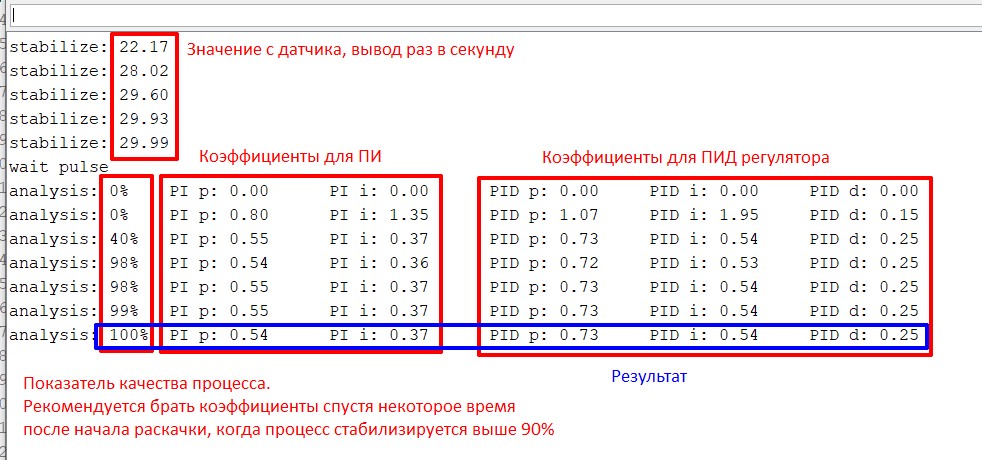 stabilize: 22.17
Значение с датчика, вывод раз в секунду
stabilize: 28.02
stabilize: 29.60
stabilize: 29.93
stabilize: 29.99
Коэффициенты для ПИ
Коэффициенты для ПИД регулятора
wait pulse
analysis: 0% PI p: 0.00 PI i: 0.00 PID p: 0.00 PID i: 0.00 PID d: 0.00
analysis: 0% PI p: 0.80 PI i: 1.35 PID p: 1.07 PID i: 1.95 PID d: 0.15
analysis: 40% PI p: 0.55 PI i: 0.37 PID p: 0.73 PID i: 0.54 PID d: 0.25
analysis: 98% PI p: 0.54 PI i: 0.36 PID p: 0.72 PID i: 0.53 PID d: 0.25
analysis: 98% PI p: 0.55 PI i: 0.37 PID p: 0.73 PID i: 0.54 PID d: 0.25
analysis: 99% PI p: 0.55 PI i: 0.37 PID p: 0.73 PID i: 0.54 PID d: 0.25
analysis: 100% PI p: 0.54 PI i: 0.37 PID p: 0.73 PID i: 0.54 PID d: 0.25
Результат
Показатель качества процесса.
Рекомендуется брать коэффициенты спустя некоторое время
после начала раскачки, когда процесс стабилизируется выше 90%